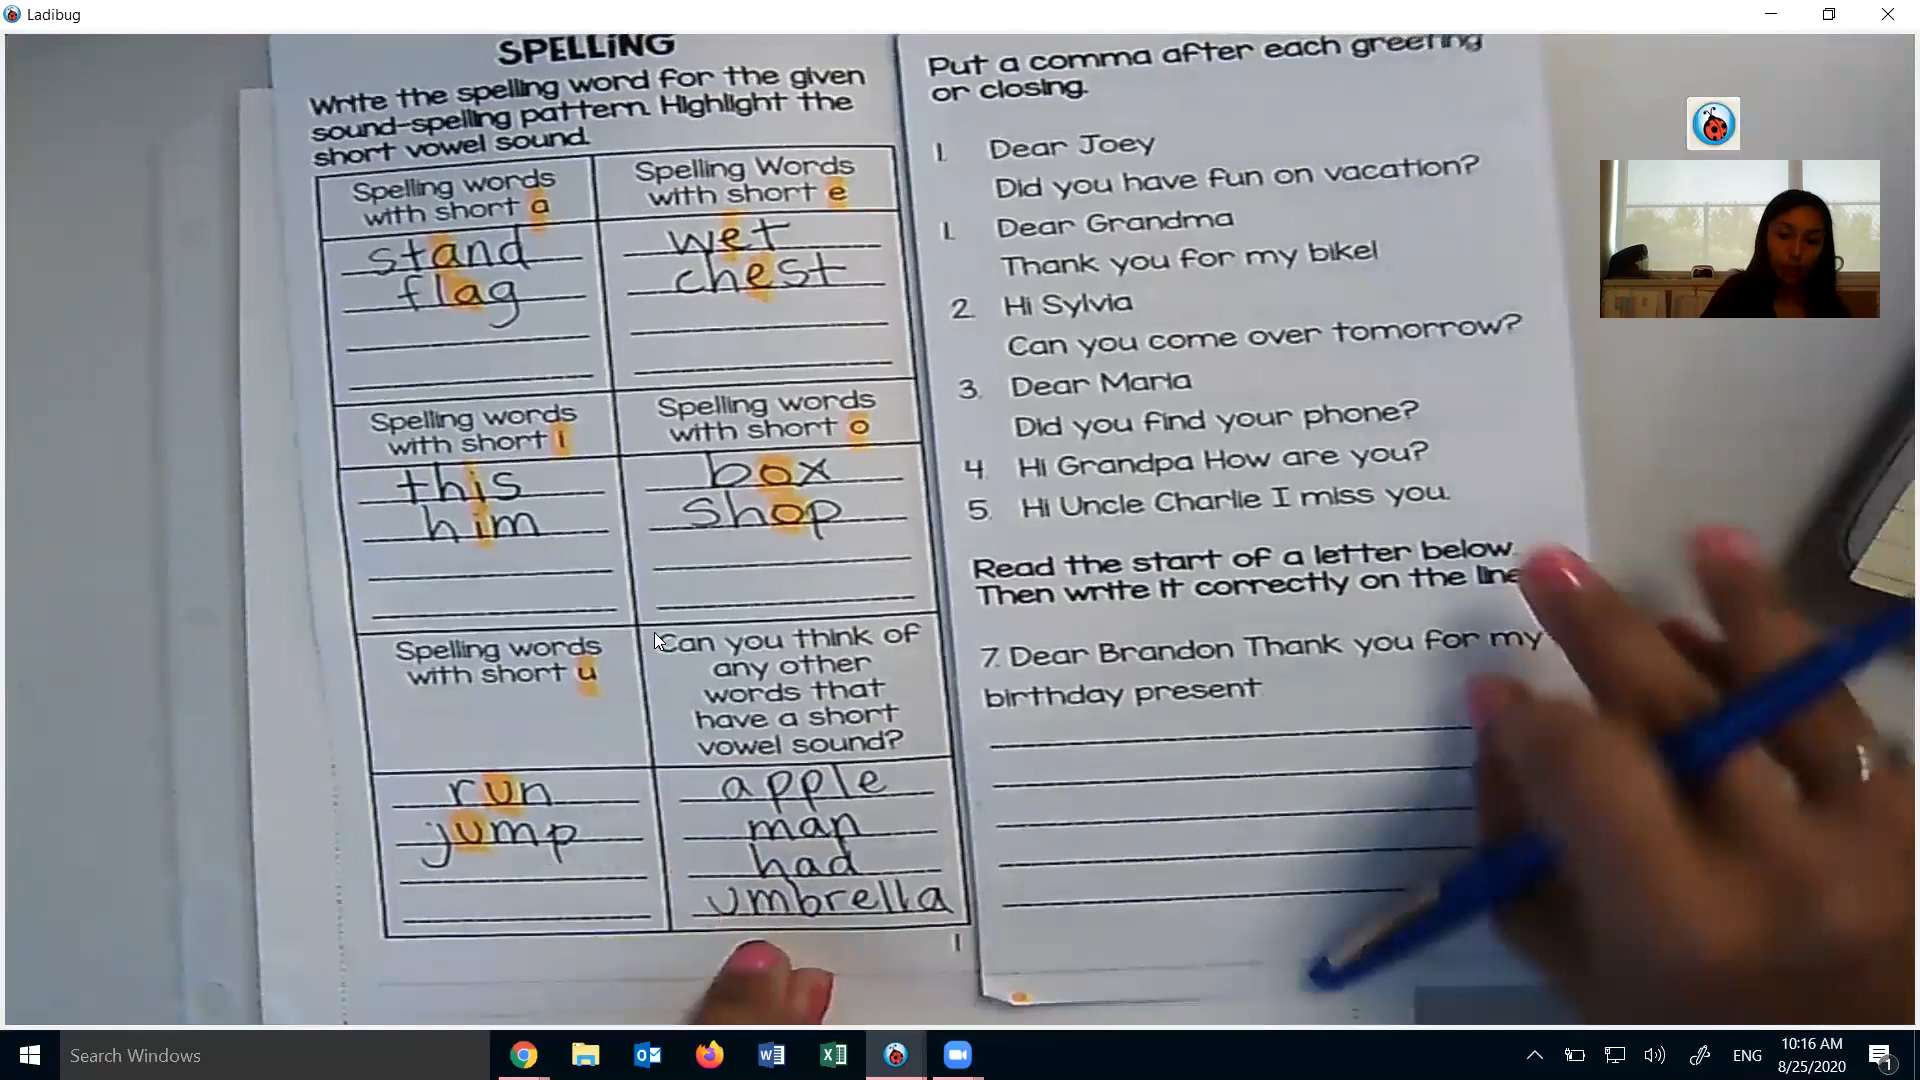 Ladibug
SPELLING
Write the spelling word for the given
sound-spelling pattern. Highlight the
short vowel sound.
Spelling words
with short a
Spelling Words
with short e
stand
flag
wet
chest
Spelling words
with short i
Spelling words
with short o
this
him
box
shop
Spelling words
with short u
Can you think of
any other
words that
have a short
vowel sound?
run
jump
apple
map
had
umbrella
1
Put a comma after each greeting
or closing.
1. Dear Joey
Did you have fun on vacation?
1. Dear Grandma
Thank you for my bike!
2. Hi Sylvia
Can you come over tomorrow?
3. Dear Maria
Did you find your phone?
4. Hi Grandpa How are you?
5. Hi Uncle Charlie I miss you.
Read the start of a letter below.
Then write it correctly on the line
7. Dear Brandon Thank you for my
birthday present
Search Windows
ENG
10:16 AM
8/25/2020
1